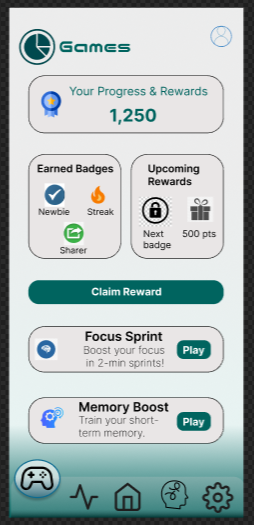 Games
Your Progress & Rewards
1,250
Earned Badges
Newbie
Streak
Sharer
Upcoming
Rewards
Next
badge
500 pts
Claim Reward
Focus Sprint
Boost your focus
in 2-min sprints!
Play
Memory Boost
Train your short-
term memory.
Play